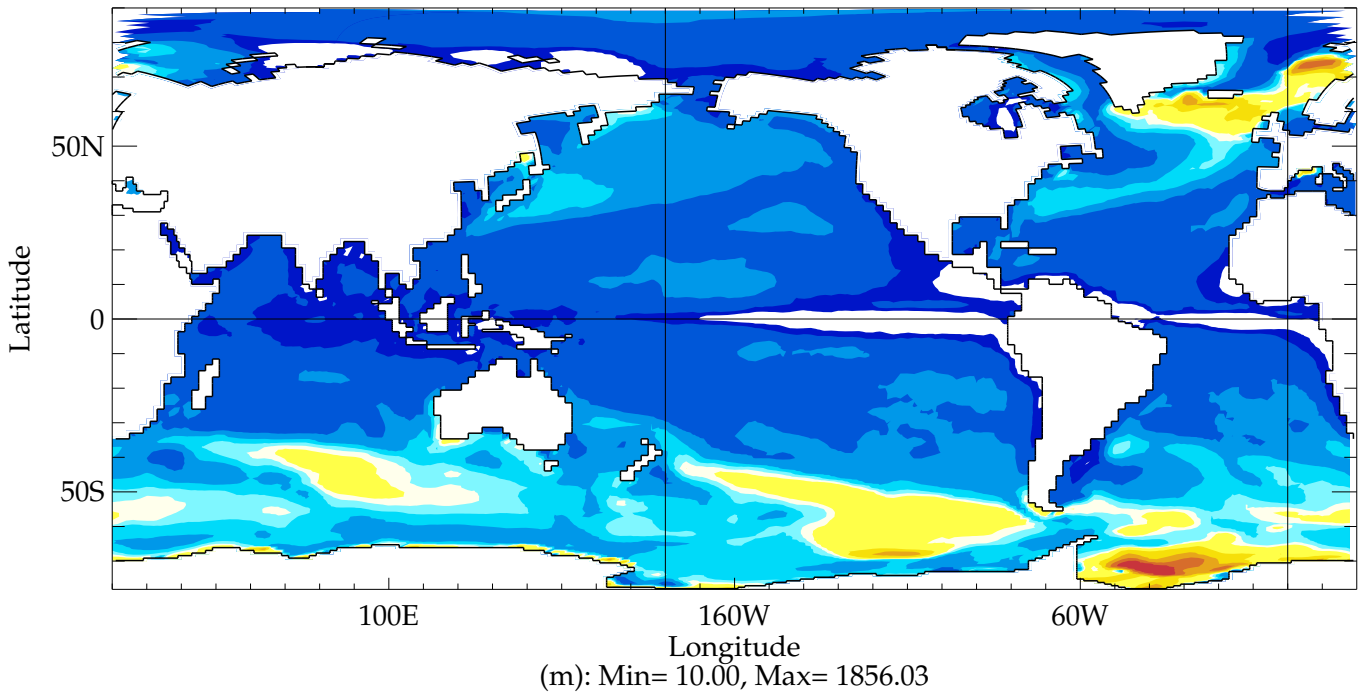 50N
0
50S
Latitude
100E
160W
60W
Longitude
(m): Min= 10.00, Max= 1856.03